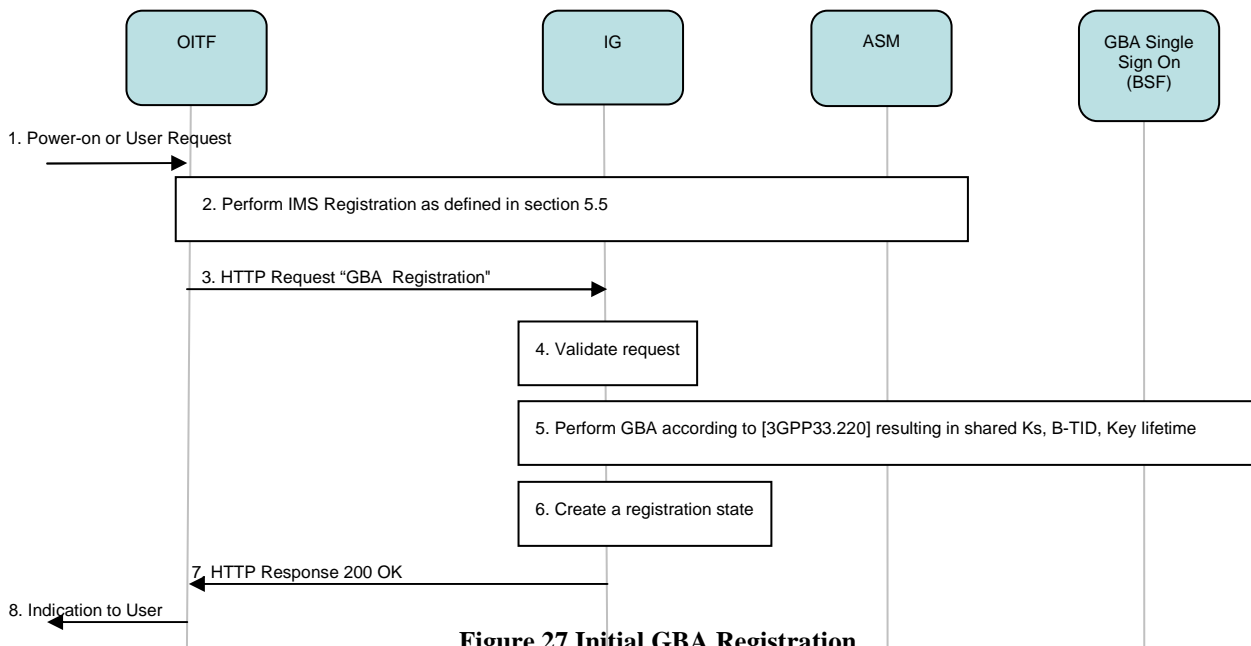 OITF
IG
ASM
GBA Single
Sign On
(BSF)
1. Power-on or User Request
2. Perform IMS Registration as defined in section 5.5
3. HTTP Request “GBA  Registration"
4. Validate request
5. Perform GBA according to [3GPP33.220] resulting in shared Ks, B-TID, Key lifetime
6. Create a registration state
7. HTTP Response 200 OK
8. Indication to User
Figure 27 Initial GBA Registration